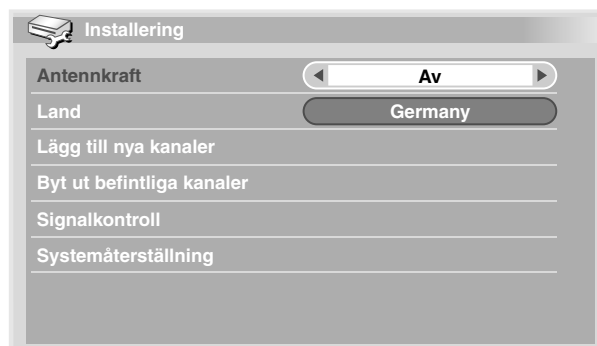 Installering
Antennkraft Av
Land Germany
Lägg till nya kanaler
Byt ut befintliga kanaler
Signalkontroll
Systemåterställning